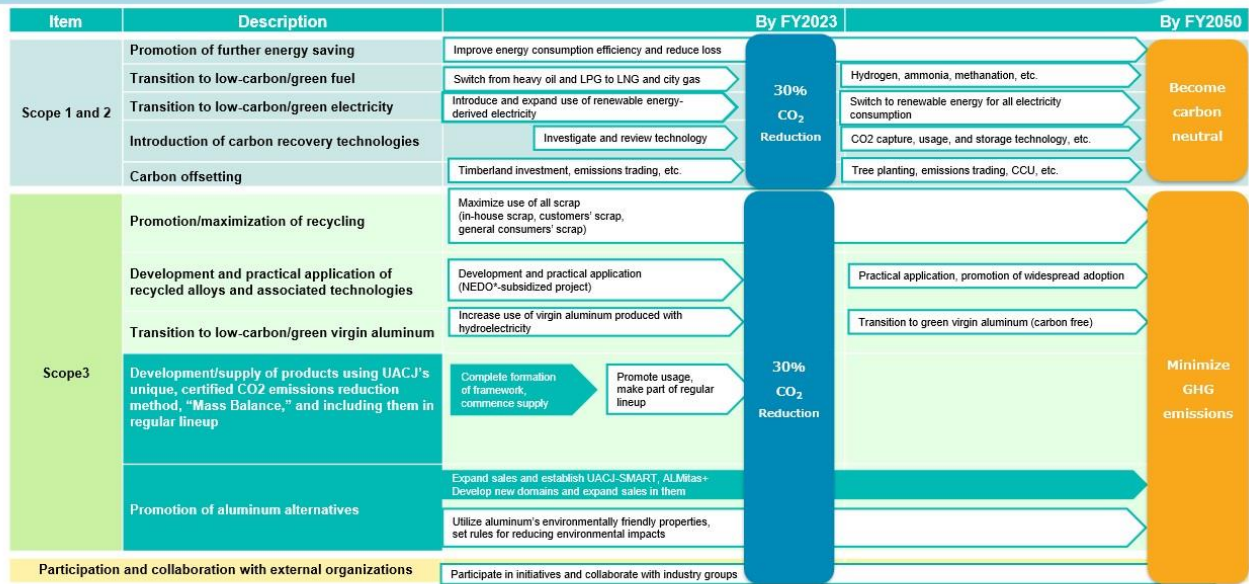 Item
Description
By FY2023
By FY2050
Scope 1 and 2
Promotion of further energy saving
Improve energy consumption efficiency and reduce loss
Transition to low-carbon/green fuel
Switch from heavy oil and LPG to LNG and city gas
Hydrogen, ammonia, methanation, etc.
Transition to low-carbon/green electricity
Introduce and expand use of renewable energy-
derived electricity
Switch to renewable energy for all electricity
consumption
Introduction of carbon recovery technologies
Investigate and review technology
CO2 capture, usage, and storage technology, etc.
Carbon offsetting
Timberland investment, emissions trading, etc.
Tree planting, emissions trading, CCU, etc.
30%
CO₂
Reduction
Become
carbon
neutral
Scope3
Promotion/maximization of recycling
Maximize use of all scrap
(in-house scrap, customers' scrap,
general consumers' scrap)
Development and practical application of
recycled alloys and associated technologies
Development and practical application
(NEDO*-subsidized project)
Practical application, promotion of widespread adoption
Transition to low-carbon/green virgin aluminum
Increase use of virgin aluminum produced with
hydroelectricity
Transition to green virgin aluminum (carbon free)
Development/supply of products using UACJ's
unique, certified CO2 emissions reduction
method, “Mass Balance,” and including them in
regular lineup
Complete formation
of framework,
commence supply
Promote usage,
make part of regular
lineup
Promotion of aluminum alternatives
Expand sales and establish UACJ-SMART, ALMitas+
Develop new domains and expand sales in them
Utilize aluminum's environmentally friendly properties,
set rules for reducing environmental impacts
30%
CO₂
Reduction
Minimize
GHG
emissions
Participation and collaboration with external organizations
Participate in initiatives and collaborate with industry groups